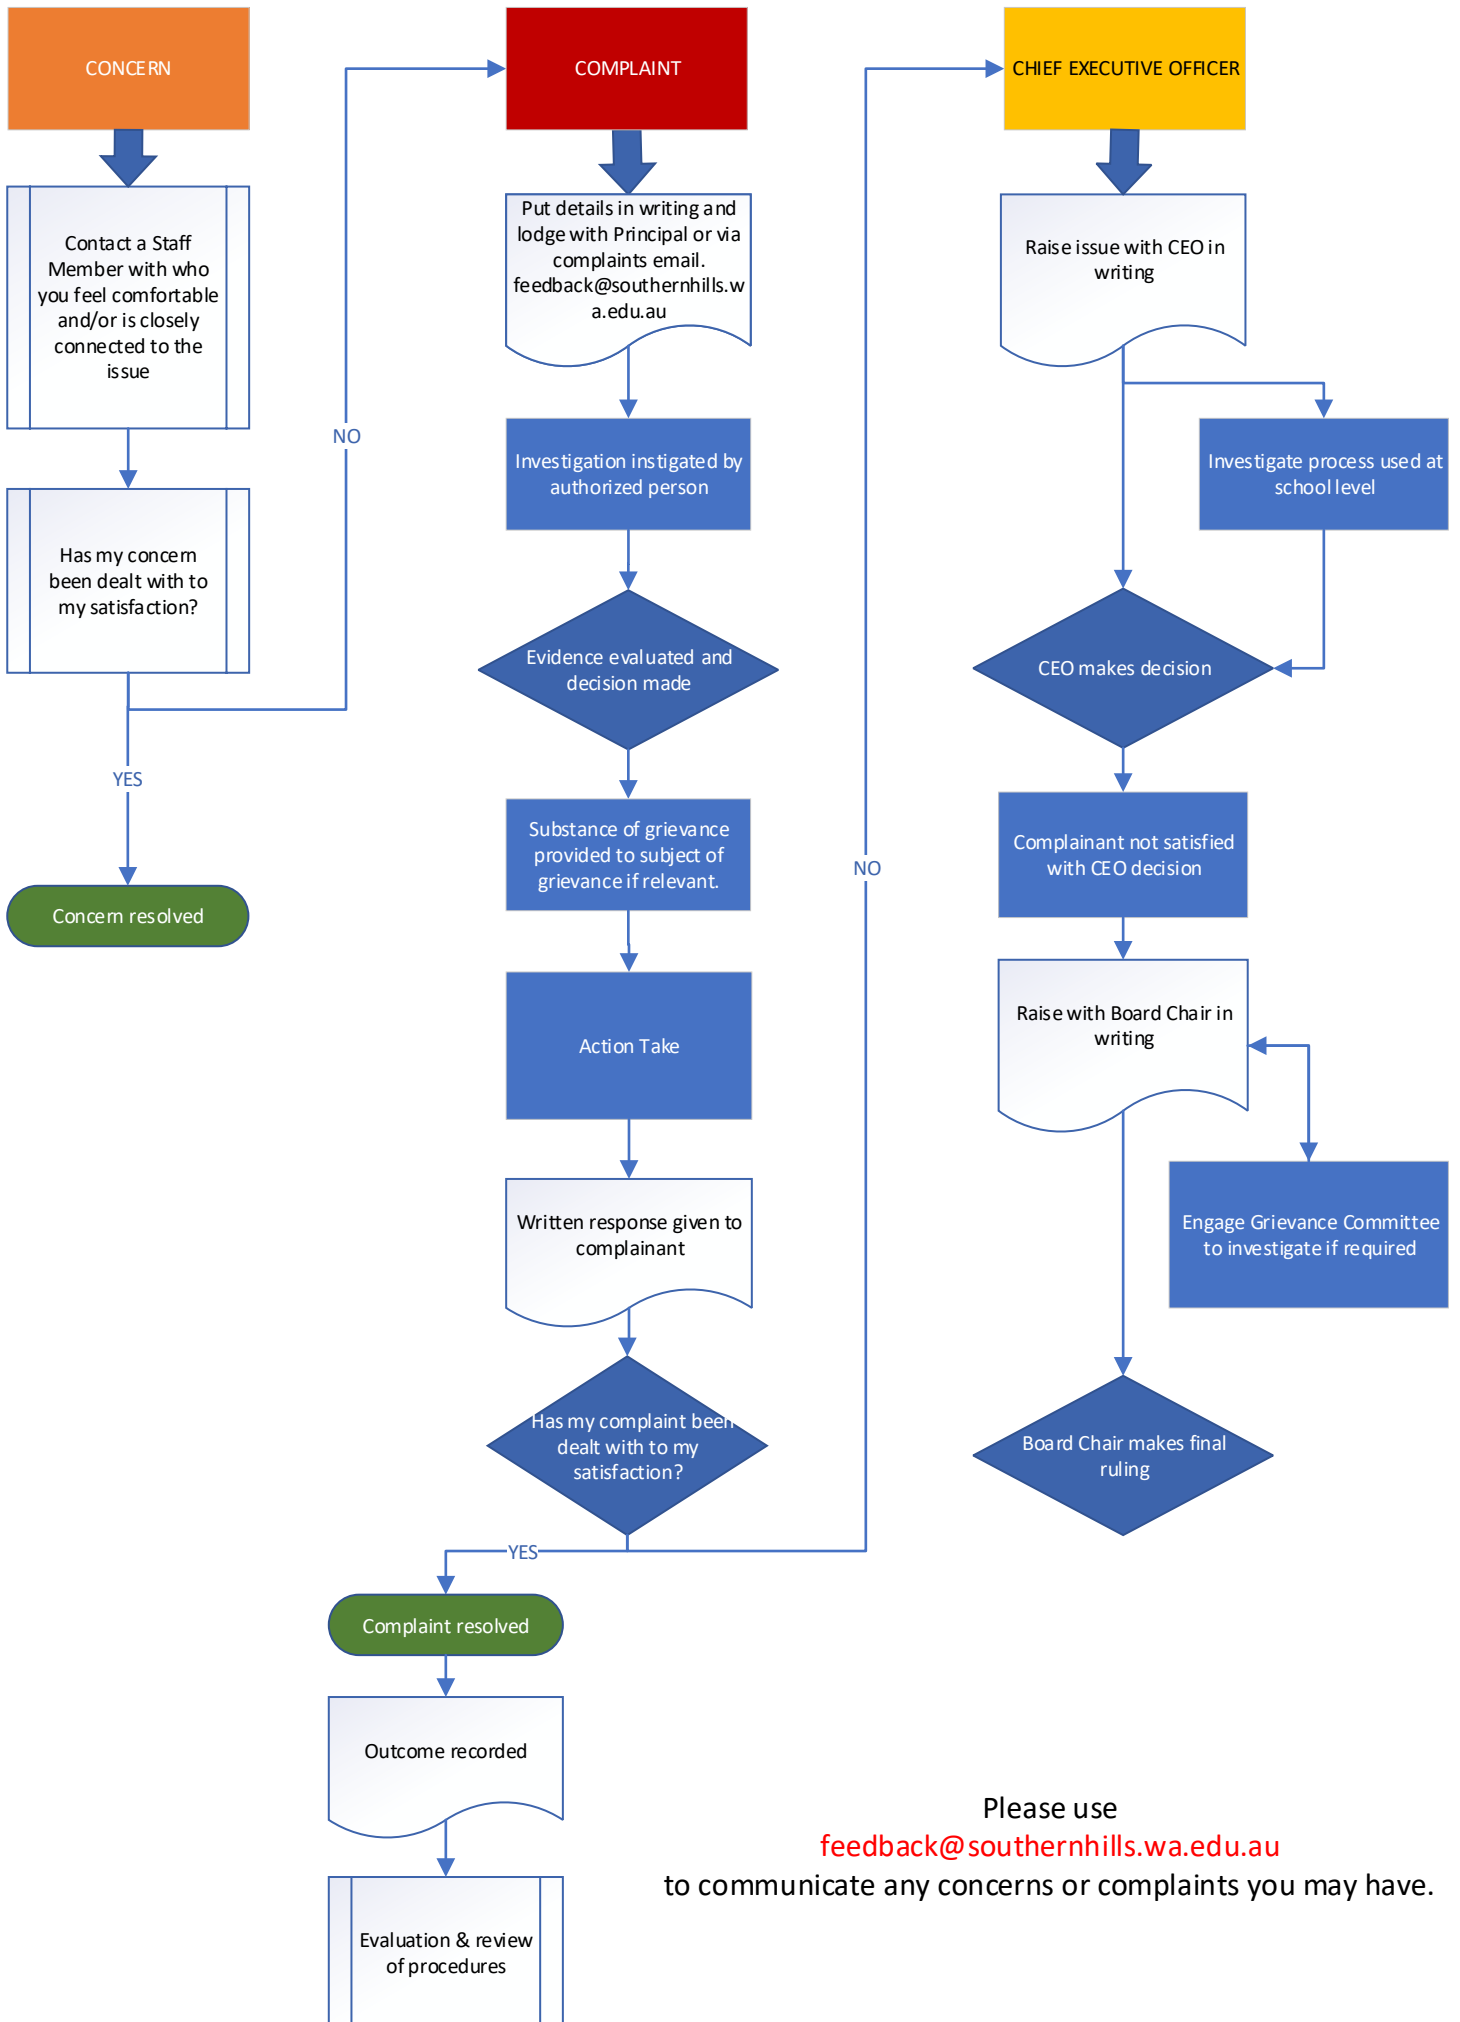 CONCERN
Contact a Staff
Member with who
you feel comfortable
and/or is closely
connected to the
issue
Has my concern
been dealt with to
my satisfaction?
YES
NO
Concern resolved
COMPLAINT
Put details in writing and
lodge with Principal or via
complaints email.
feedback@southernhills.w
a.edu.au
Investigation instigated by
authorized person
Evidence evaluated and
decision made
Substance of grievance
provided to subject of
grievance if relevant.
Action Take
Written response given to
complainant
Has my complaint been
dealt with to my
satisfaction?
YES
NO
Complaint resolved
Outcome recorded
Evaluation & review
of procedures
CHIEF EXECUTIVE OFFICER
Raise issue with CEO in
writing
Investigate process used at
school level
CEO makes decision
Complainant not satisfied
with CEO decision
Raise with Board Chair in
writing
Engage Grievance Committee
to investigate if required
Board Chair makes final
ruling
Please use
feedback@southernhills.wa.edu.au
to communicate any concerns or complaints you may have.